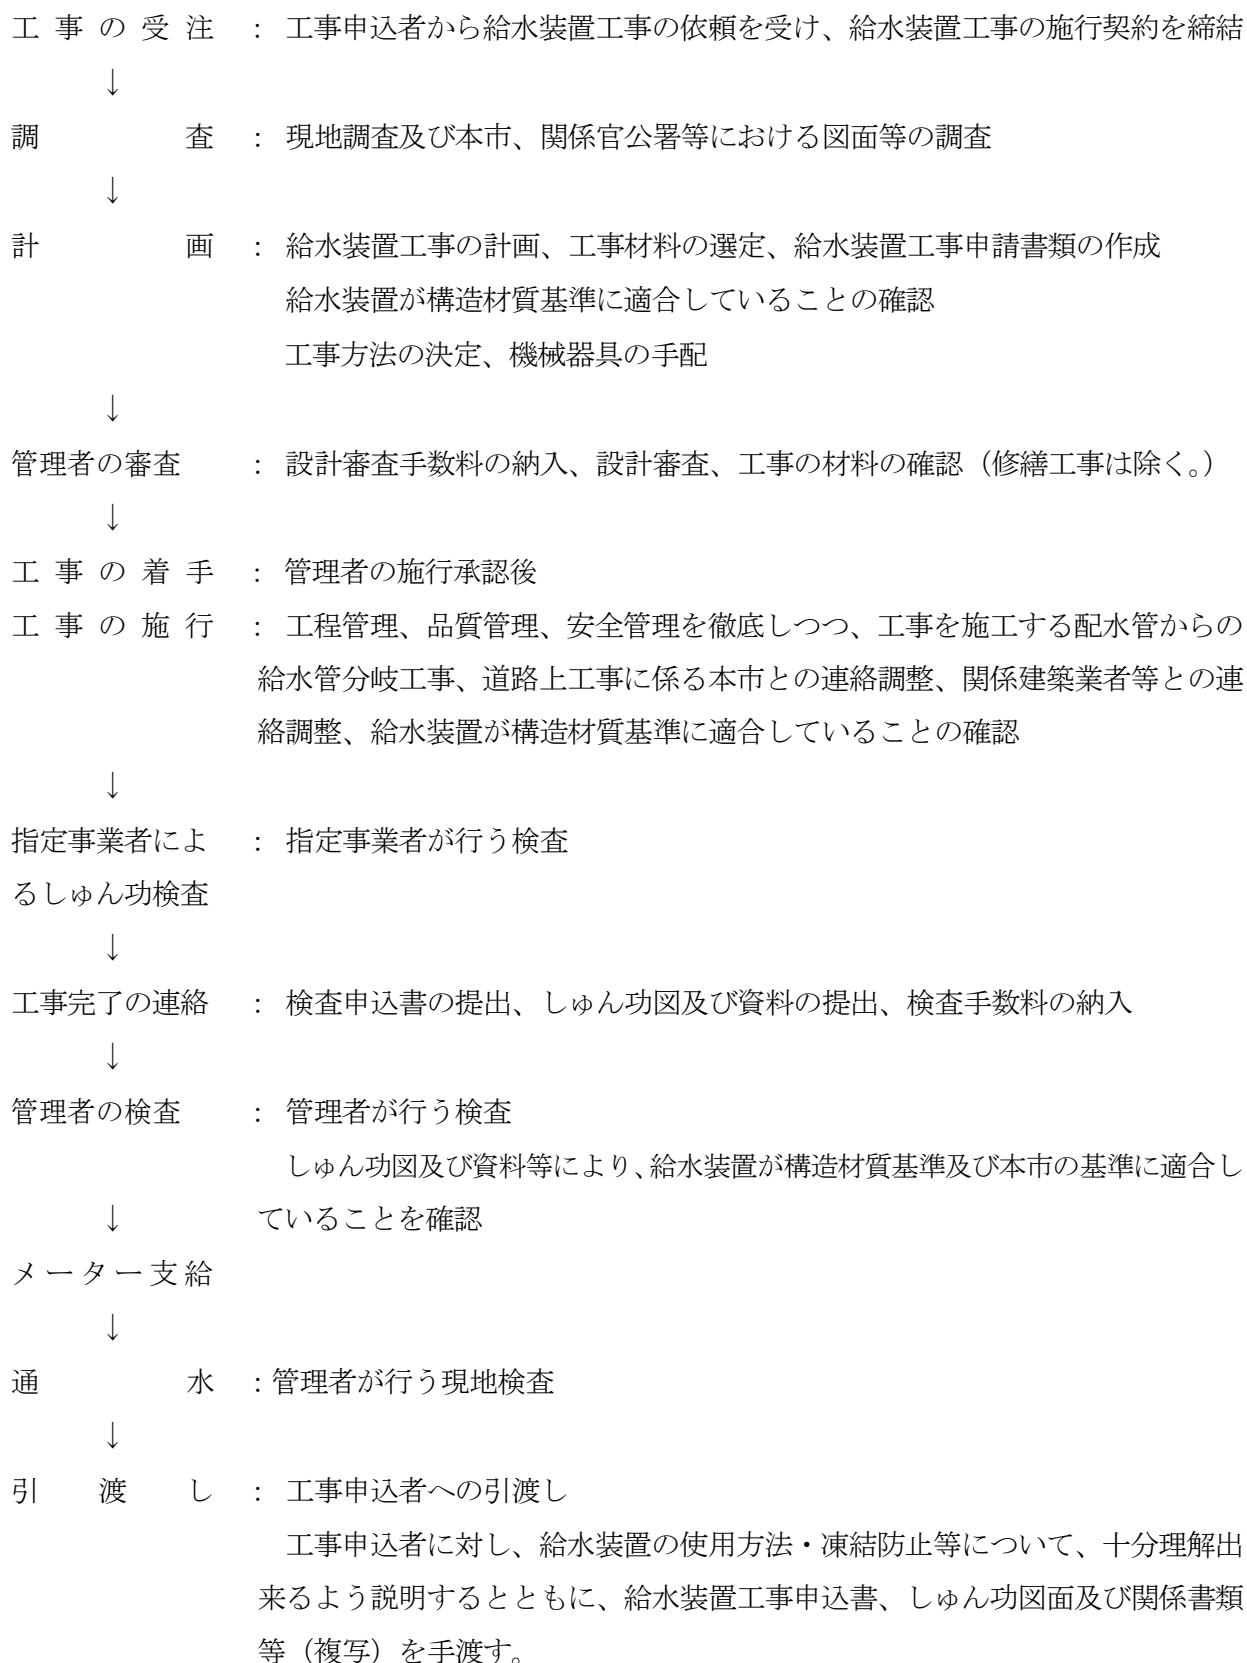 工事の受注 : 工事申込者から給水装置工事の依頼を受け、給水装置工事の施行契約を締結
↓
調査 : 現地調査及び本市、関係官公署等における図面等の調査
↓
計画 : 給水装置工事の計画、工事材料の選定、給水装置工事申請書類の作成
給水装置が構造材質基準に適合していることの確認
工事方法の決定、機械器具の手配
↓
管理者の審査 : 設計審査手数料の納入、設計審査、工事の材料の確認（修繕工事は除く。）
↓
工事の着手 : 管理者の施行承認後
工事の施行 : 工程管理、品質管理、安全管理を徹底しつつ、工事を施工する配水管からの
給水管分岐工事、道路上工事に係る本市との連絡調整、関係建築業者等との連
絡調整、給水装置が構造材質基準に適合していることの確認
↓
指定事業者によ : 指定事業者が行う検査
るしゅん功検査
↓
工事完了の連絡 : 検査申込書の提出、しゅん功図及び資料の提出、検査手数料の納入
↓
管理者の検査 : 管理者が行う検査
しゅん功図及び資料等により、給水装置が構造材質基準及び本市の基準に適合し
↓ ていることを確認
メーター支給
↓
通水 : 管理者が行う現地検査
↓
引渡し : 工事申込者への引渡し
工事申込者に対し、給水装置の使用方法・凍結防止等について、十分理解出
来るよう説明するとともに、給水装置工事申込書、しゅん功図面及び関係書類
等（複写）を手渡す。